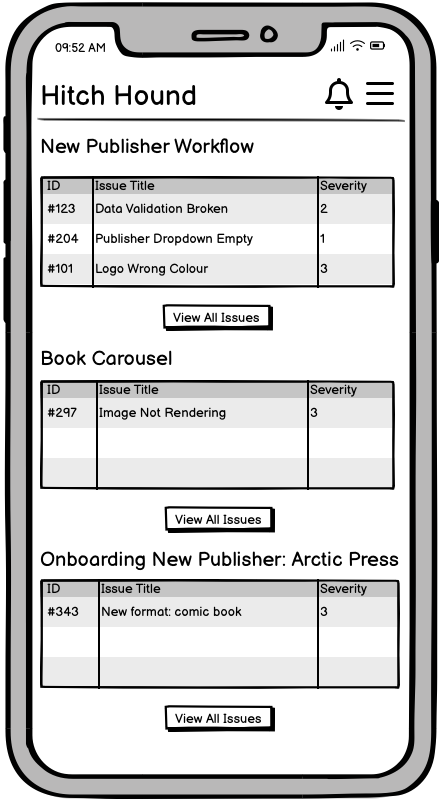 09:52 AM
Hitch Hound
New Publisher Workflow
ID Issue Title Severity
#123 Data Validation Broken 2
#204 Publisher Dropdown Empty 1
#101 Logo Wrong Colour 3
View All Issues
Book Carousel
ID Issue Title Severity
#297 Image Not Rendering 3
View All Issues
Onboarding New Publisher: Arctic Press
ID Issue Title Severity
#343 New format: comic book 3
View All Issues